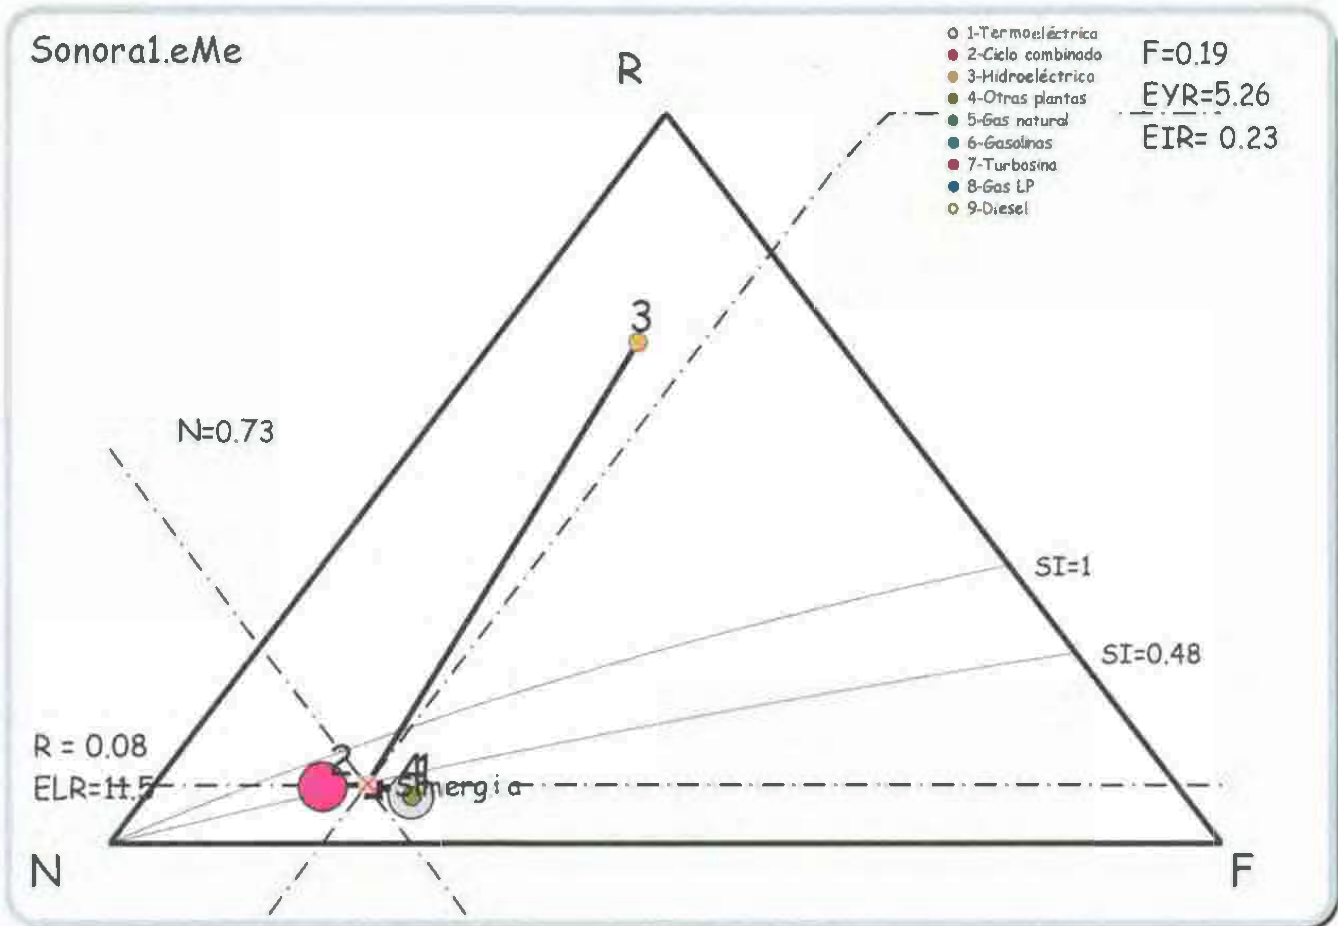 Sonora1.eMe
R
1-Termoeléctrica
2-Ciclo combinado
3-Hidroeléctrica
4-Otras plantas
5-Gas natural
6-Gasolinas
7-Turbosina
8-Gas LP
9-Diesel
F=0.19
EYR=5.26
EIR= 0.23
3
N=0.73
SI=1
SI=0.48
R = 0.08
ELR=11.5
2
4
1
Sinergia
N
F